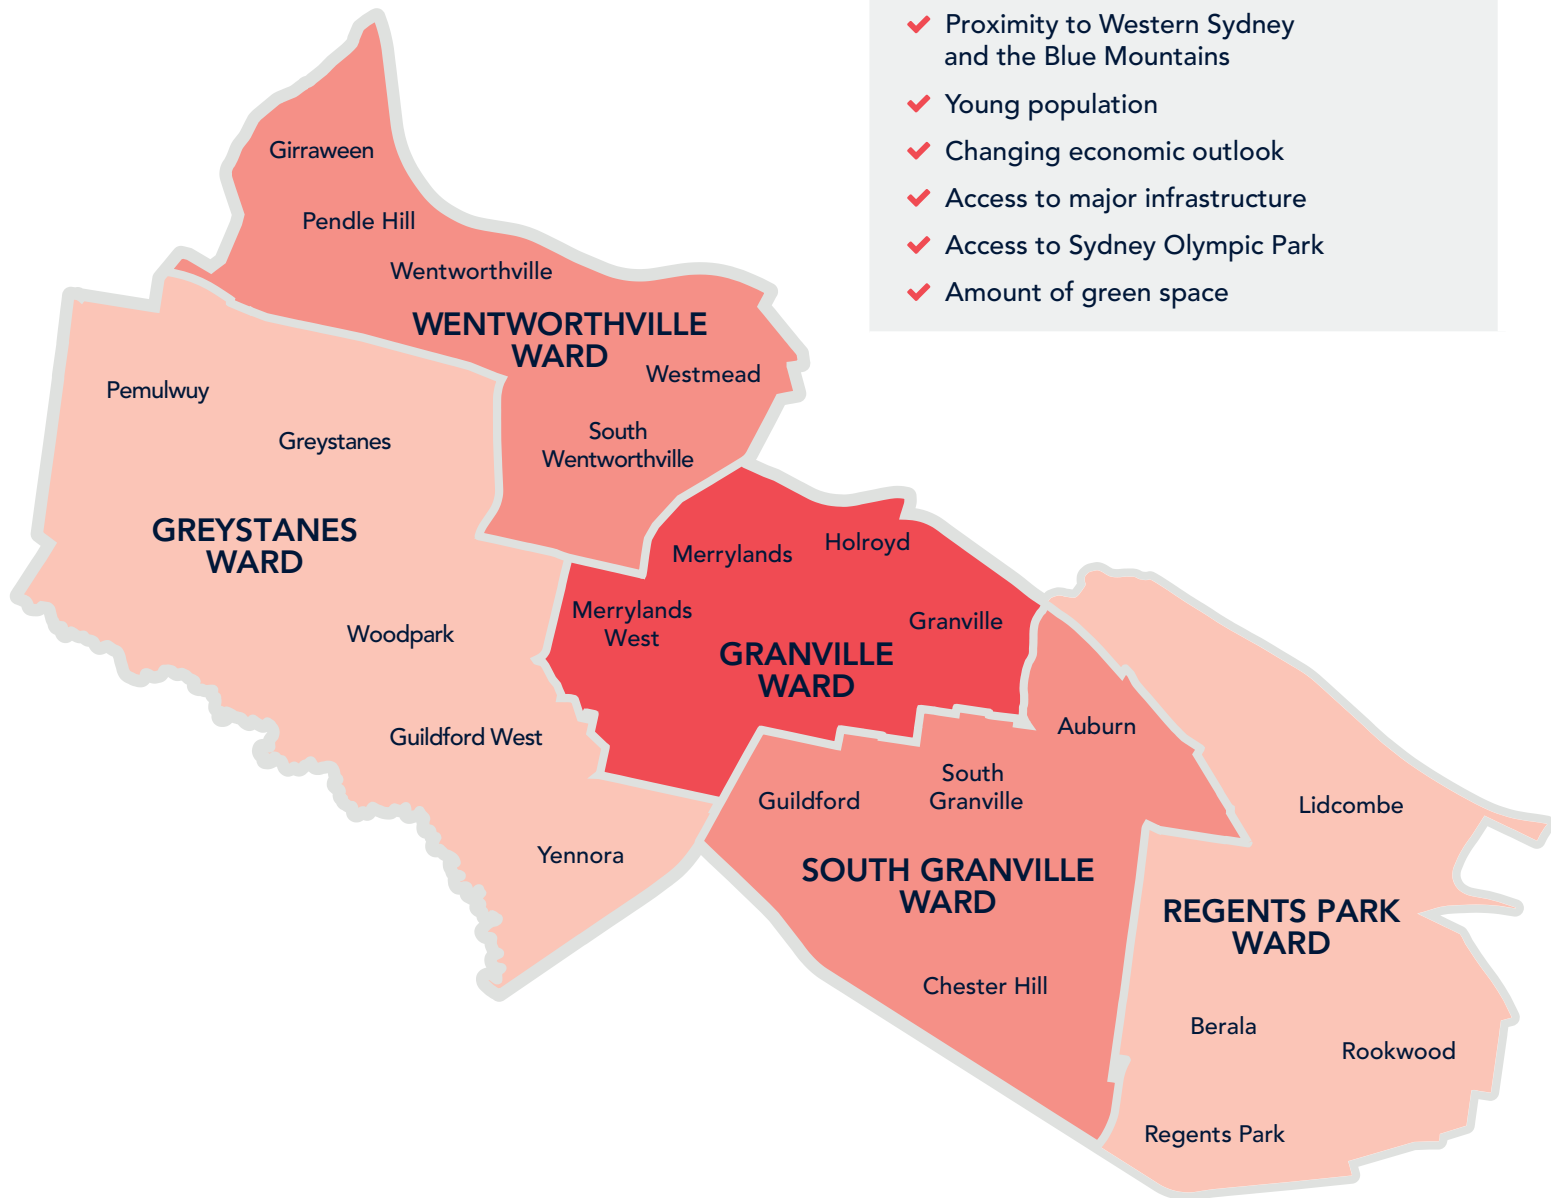 Proximity to Western Sydney
and the Blue Mountains
Young population
Changing economic outlook
Access to major infrastructure
Access to Sydney Olympic Park
Amount of green space
Girraween
Pendle Hill
Wentworthville
WENTWORTHVILLE
WARD
Westmead
South
Wentworthville
Pemulwuy
Greystanes
GREYSTANES
WARD
Woodpark
Guildford West
Yennora
Merrylands
Holroyd
Merrylands
West
Granville
GRANVILLE
WARD
Auburn
South
Granville
Guildford
SOUTH GRANVILLE
WARD
Chester Hill
Lidcombe
REGENTS PARK
WARD
Berala
Rookwood
Regents Park